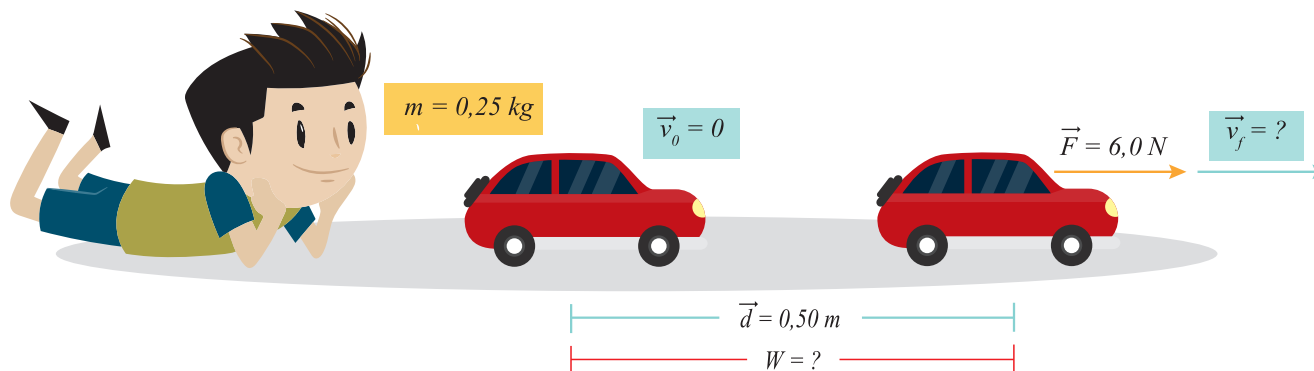 m = 0,25 kg
v⃗₀ = 0
F⃗ = 6,0 N
v⃗f = ?
d⃗ = 0,50 m
W = ?